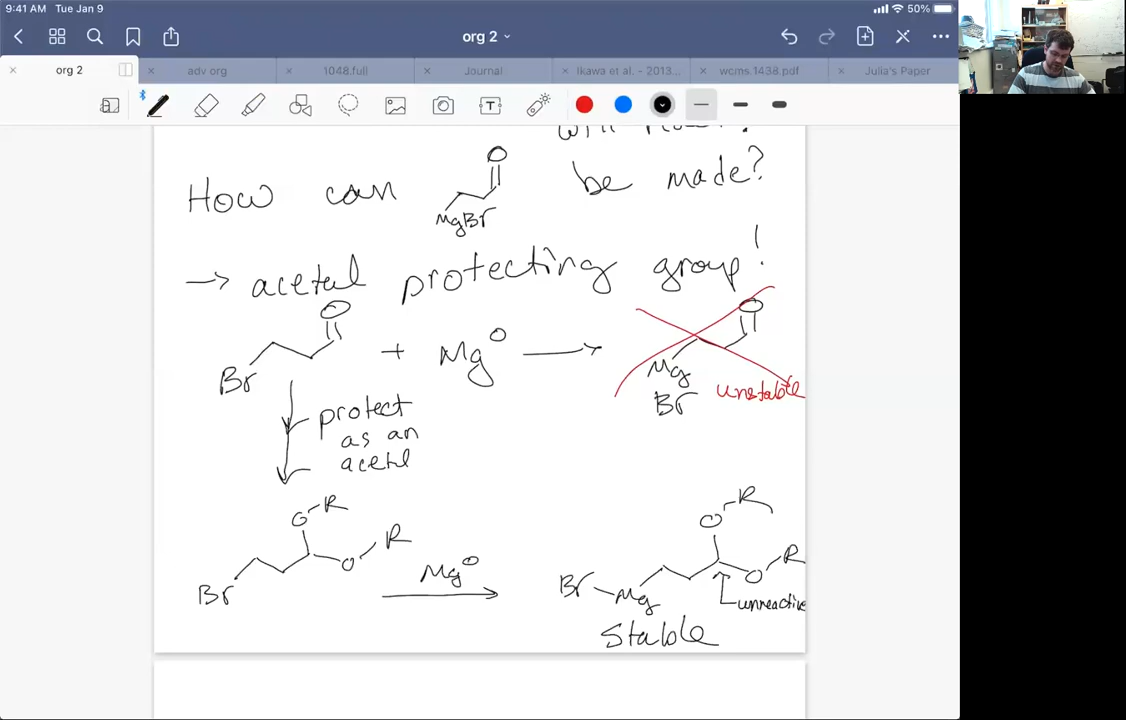 9:41 AM Tue Jan 9
50%
org 2
org 2
adv org
1048.full
Journal
Ikawa et al. - 2013...
wcms.1438.pdf
Julia's Paper
T
How can
O
MgBr
be made?
→ acetal protecting group!
Br
O
+ Mg⁰ →
O
Mg
Br
unstable
protect
as an
acetal
Br
O-R
O R
Mg⁰
Br-Mg
O-R
O R
unreactive
Stable